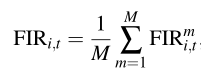 FIR_{i,t} = \frac{1}{M} \sum_{m=1}^{M} FIR_{i,t}^{m}.